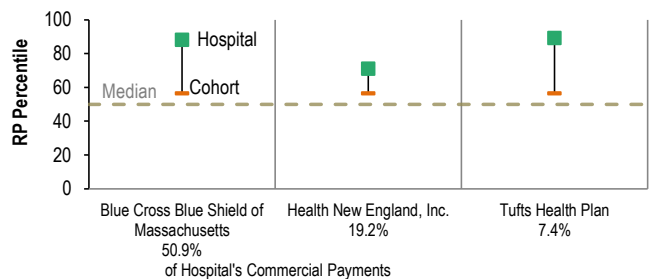 RP Percentile
100
80
60
40
20
0
Hospital
Cohort
Median
Blue Cross Blue Shield of
Massachusetts
50.9%
Health New England, Inc.
19.2%
Tufts Health Plan
7.4%
of Hospital's Commercial Payments